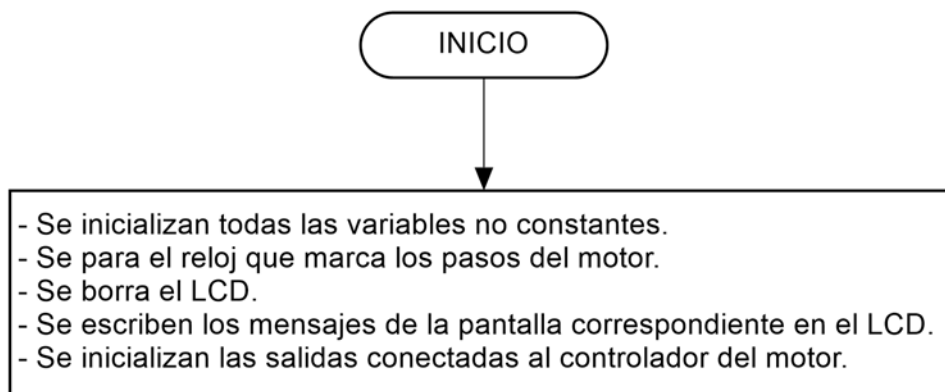 INICIO
- Se inicializan todas las variables no constantes.
- Se para el reloj que marca los pasos del motor.
- Se borra el LCD.
- Se escriben los mensajes de la pantalla correspondiente en el LCD.
- Se inicializan las salidas conectadas al controlador del motor.